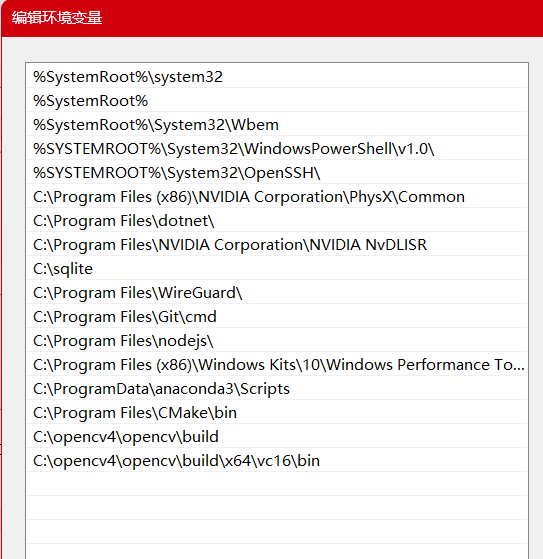 编辑环境变量
%SystemRoot%\system32
%SystemRoot%
%SystemRoot%\System32\Wbem
%SYSTEMROOT%\System32\WindowsPowerShell\v1.0\
%SYSTEMROOT%\System32\OpenSSH\
C:\Program Files (x86)\NVIDIA Corporation\PhysX\Common
C:\Program Files\dotnet\
C:\Program Files\NVIDIA Corporation\NVIDIA NvDLISR
C:\sqlite
C:\Program Files\WireGuard\
C:\Program Files\Git\cmd
C:\Program Files\nodejs\
C:\Program Files (x86)\Windows Kits\10\Windows Performance To...
C:\ProgramData\anaconda3\Scripts
C:\Program Files\CMake\bin
C:\opencv4\opencv\build
C:\opencv4\opencv\build\x64\vc16\bin